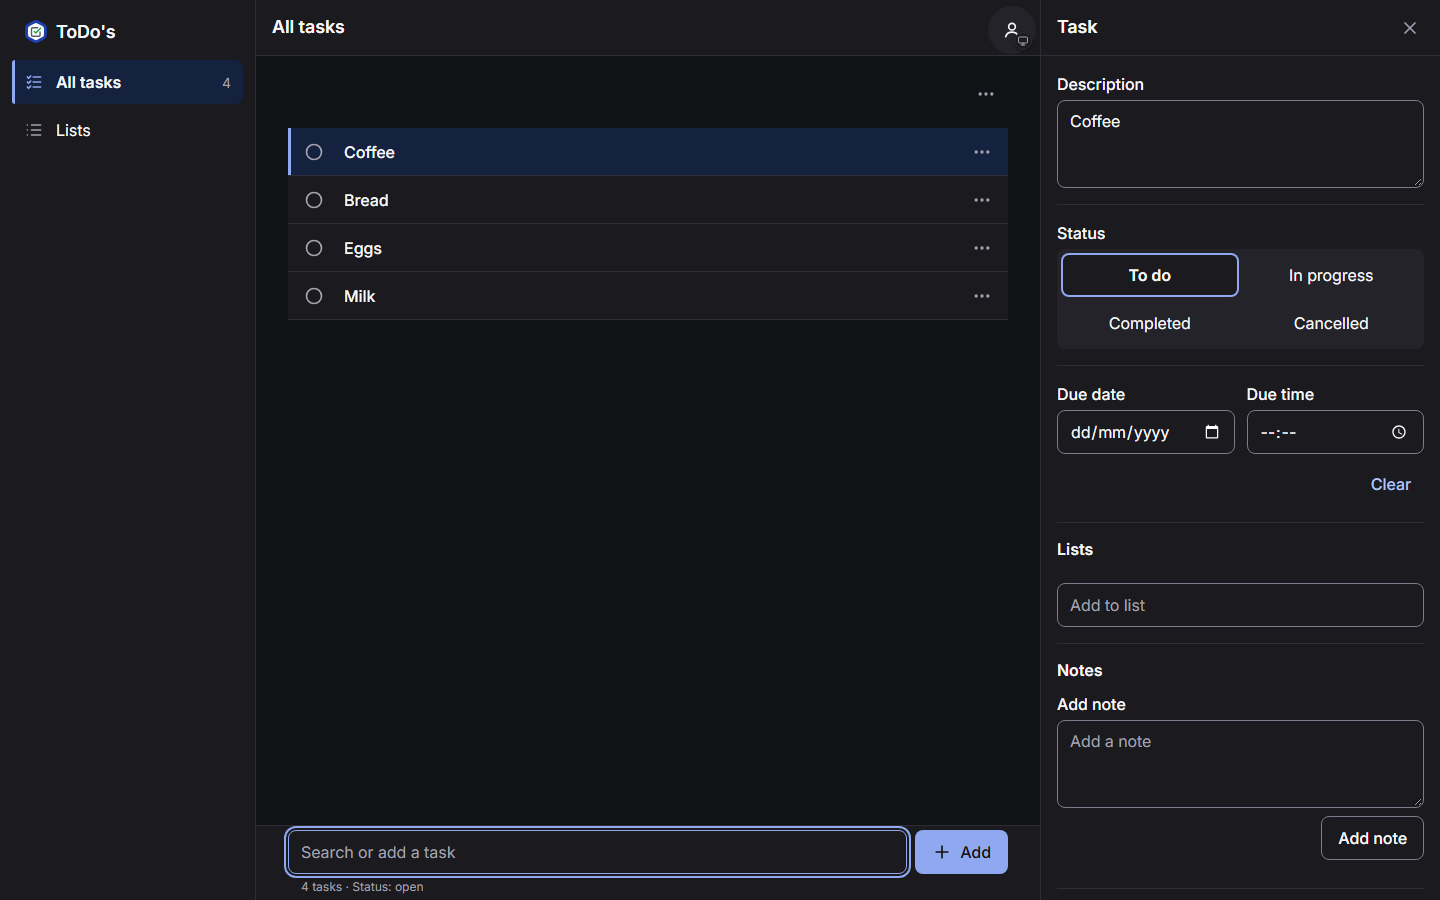 ToDo's
All tasks 4
Lists
All tasks
Coffee
Bread
Eggs
Milk
Search or add a task
Add
4 tasks · Status: open
Task
Description
Coffee
Status
To do In progress
Completed Cancelled
Due date Due time
dd/mm/yyyy --:--
Clear
Lists
Add to list
Notes
Add note
Add a note
Add note